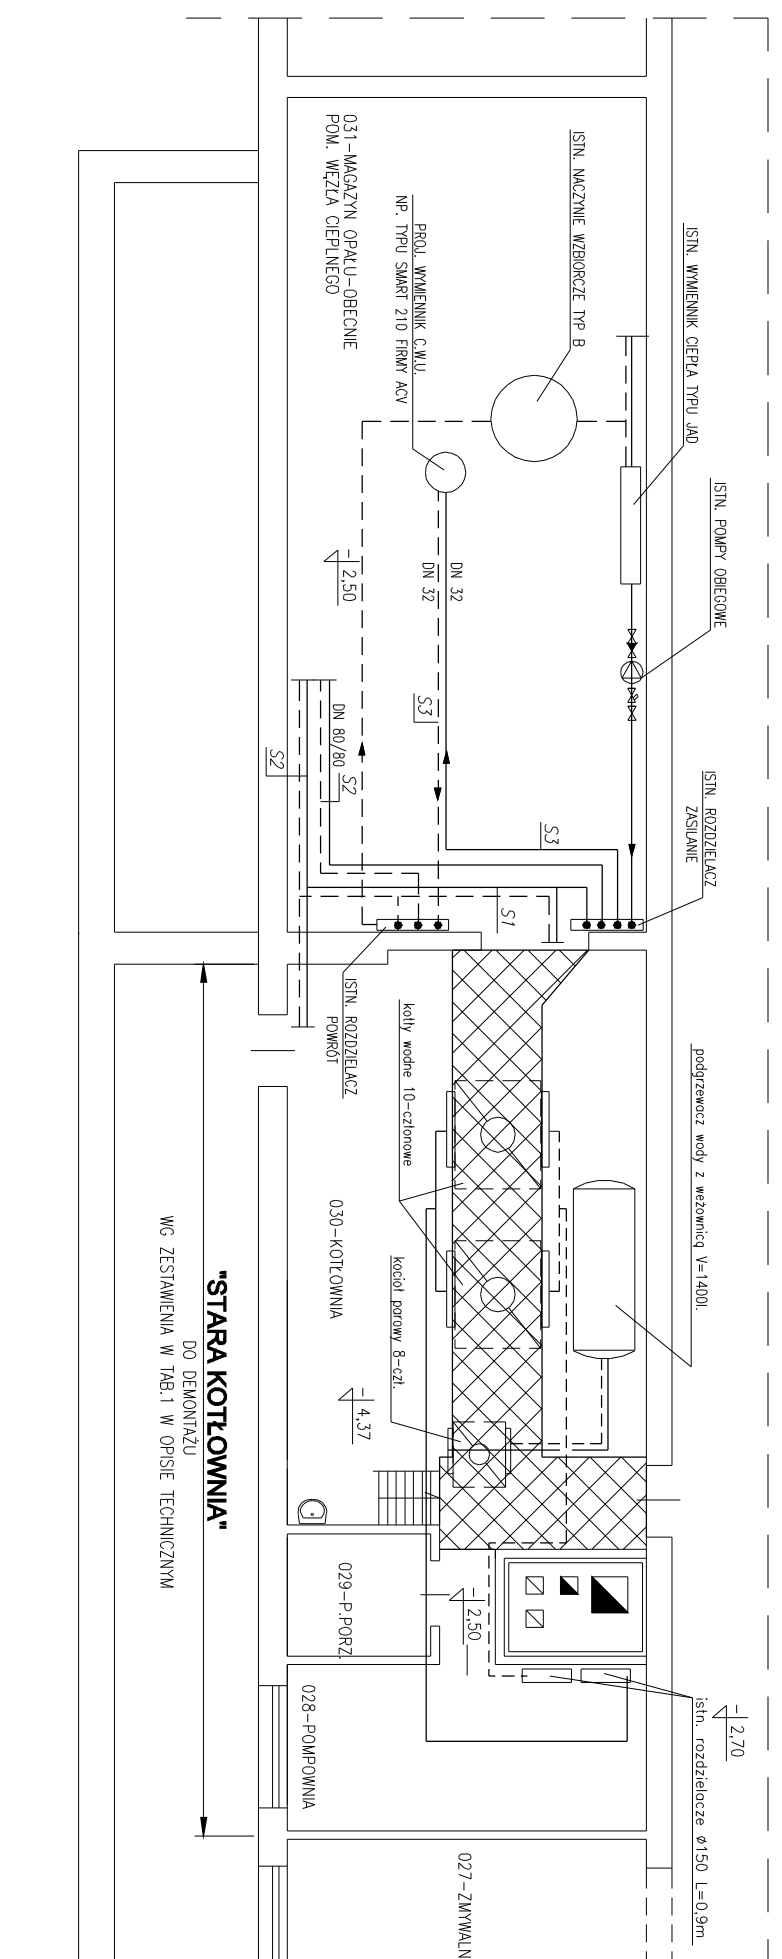 ISTN. WYMIENNIK CIEPŁA TYPU JAD
ISTN. POMPY OBIEGOWE
ISTN. ROZDZIELACZ
ZASILANIE
ISTN. NACZYNIE WZBIORCZE TYP B
PROJ. WYMIENNIK C.W.U.
NP. TYPU SMART 210 FIRMY ACV
031-MAGAZYN OPAŁU-OBECNIE
POM. WĘZŁA CIEPLNEGO
DN 32
DN 32
- 2,50
S3
S3
DN 80/80
S2
S2
S1
ISTN. ROZDZIELACZ
POWRÓT
podgrzewacz wody z wężownicą V=1400l.
kotły wodne 10-członowe
kocioł parowy 8-czł.
030-KOTŁOWNIA
- 4,37
"STARA KOTŁOWNIA"
DO DEMONTAŻU
WG ZESTAWIENIA W TAB.1 W OPISIE TECHNICZNYM
029-P.PORZ.
- 2,50
- 2,70
istn. rozdzielacze ø150 L=0,9m
028-POMPOWNIA
027-ZMYWALN